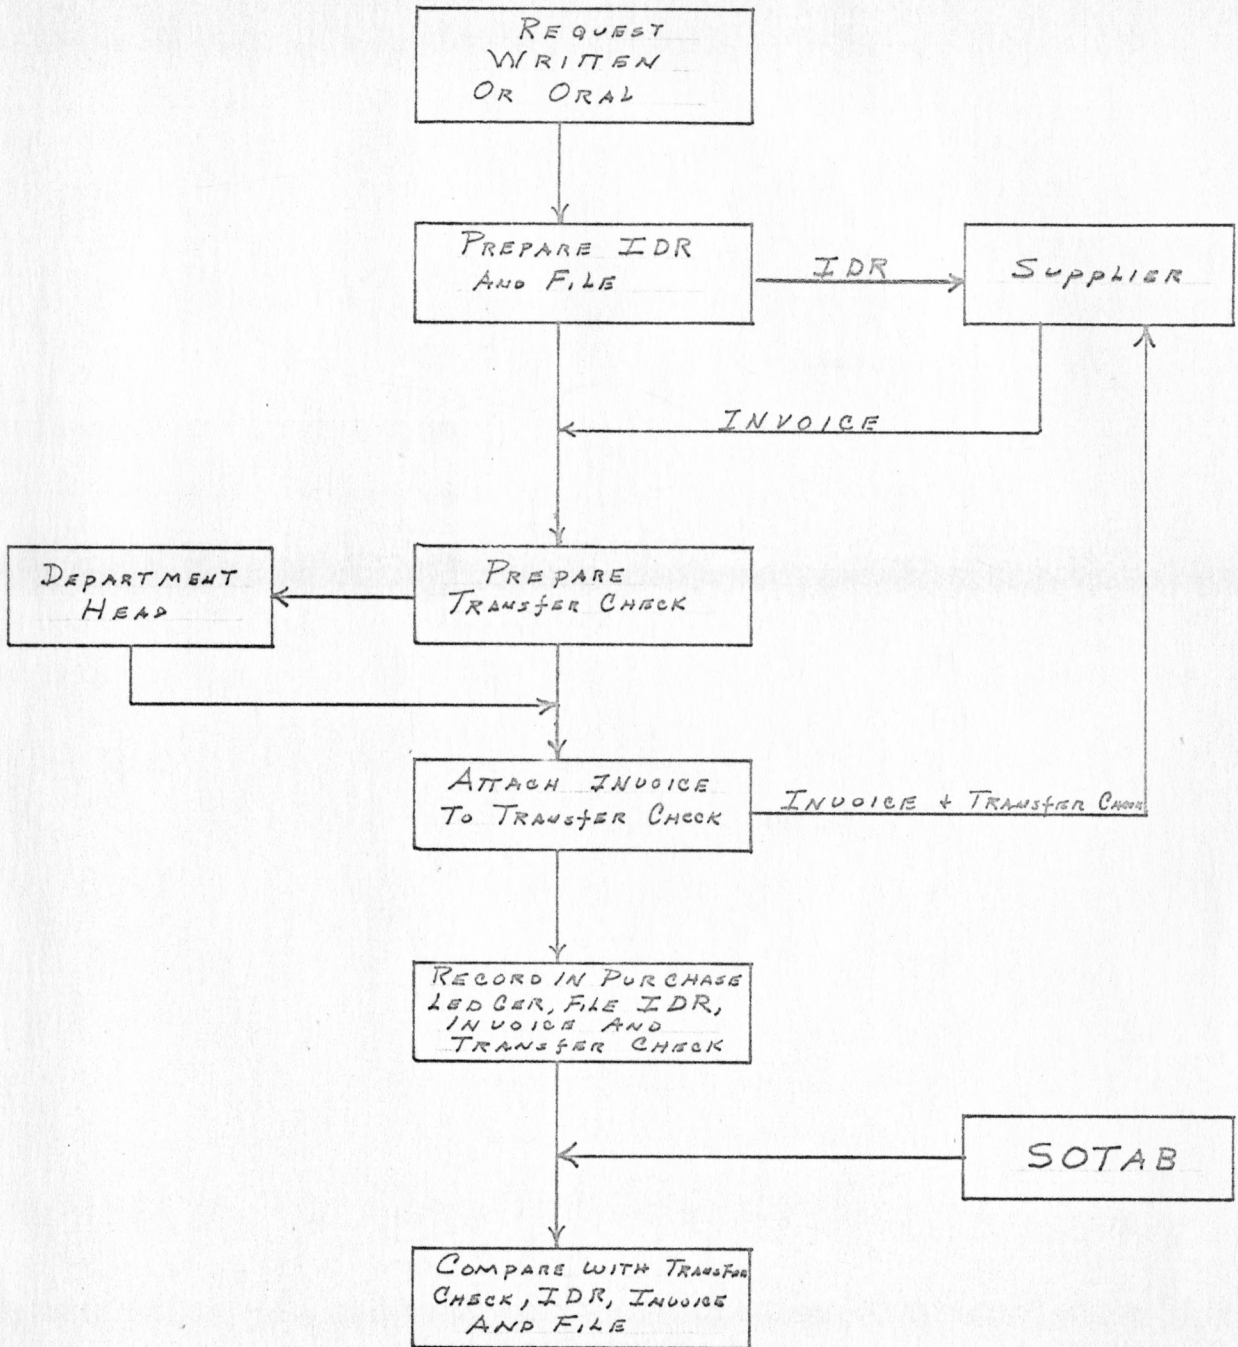 REQUEST
WRITTEN
OR ORAL
PREPARE IDR
AND FILE
IDR
SUPPLIER
INVOICE
DEPARTMENT
HEAD
PREPARE
TRANSFER CHECK
ATTACH INVOICE
TO TRANSFER CHECK
INVOICE + TRANSFER CHECK
RECORD IN PURCHASE
LEDGER, FILE IDR,
INVOICE AND
TRANSFER CHECK
SOTAB
COMPARE WITH TRANSFER
CHECK, IDR, INVOICE
AND FILE